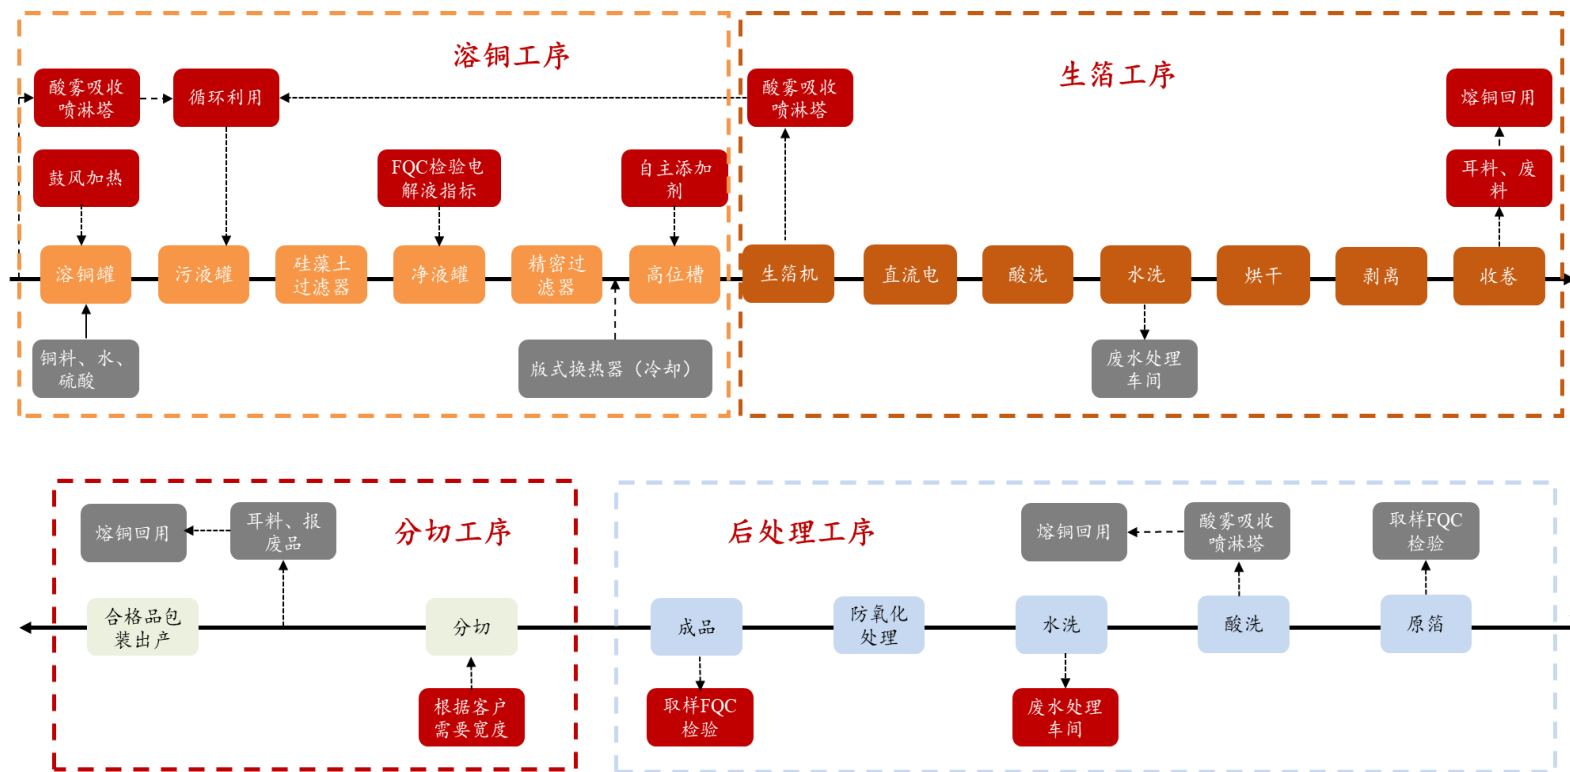 溶铜工序
生箔工序
酸雾吸收
喷淋塔
循环利用
酸雾吸收
喷淋塔
熔铜回用
鼓风加热
FQC检验电
解液指标
自主添加
剂
耳料、废
料
溶铜罐
污液罐
硅藻土
过滤器
净液罐
精密过
滤器
高位槽
生箔机
直流电
酸洗
水洗
烘干
剥离
收卷
铜料、水、
硫酸
版式换热器（冷却）
废水处理
车间
分切工序
后处理工序
熔铜回用
耳料、报
废品
熔铜回用
酸雾吸收
喷淋塔
取样FQC
检验
合格品包
装出产
分切
成品
防氧化
处理
水洗
酸洗
原箔
根据客户
需要宽度
取样FQC
检验
废水处理
车间